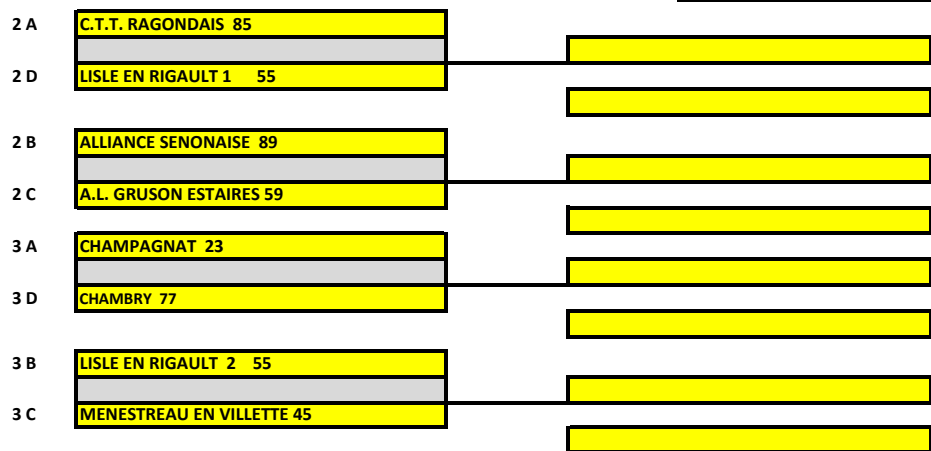 2 A C.T.T. RAGONDAIS 85
2 D LISLE EN RIGAULT 1 55
2 B ALLIANCE SENONAISE 89
2 C A.L. GRUSON ESTAIRES 59
3 A CHAMPAGNAT 23
3 D CHAMBRY 77
3 B LISLE EN RIGAULT 2 55
3 C MENESTREAU EN VILLETTE 45